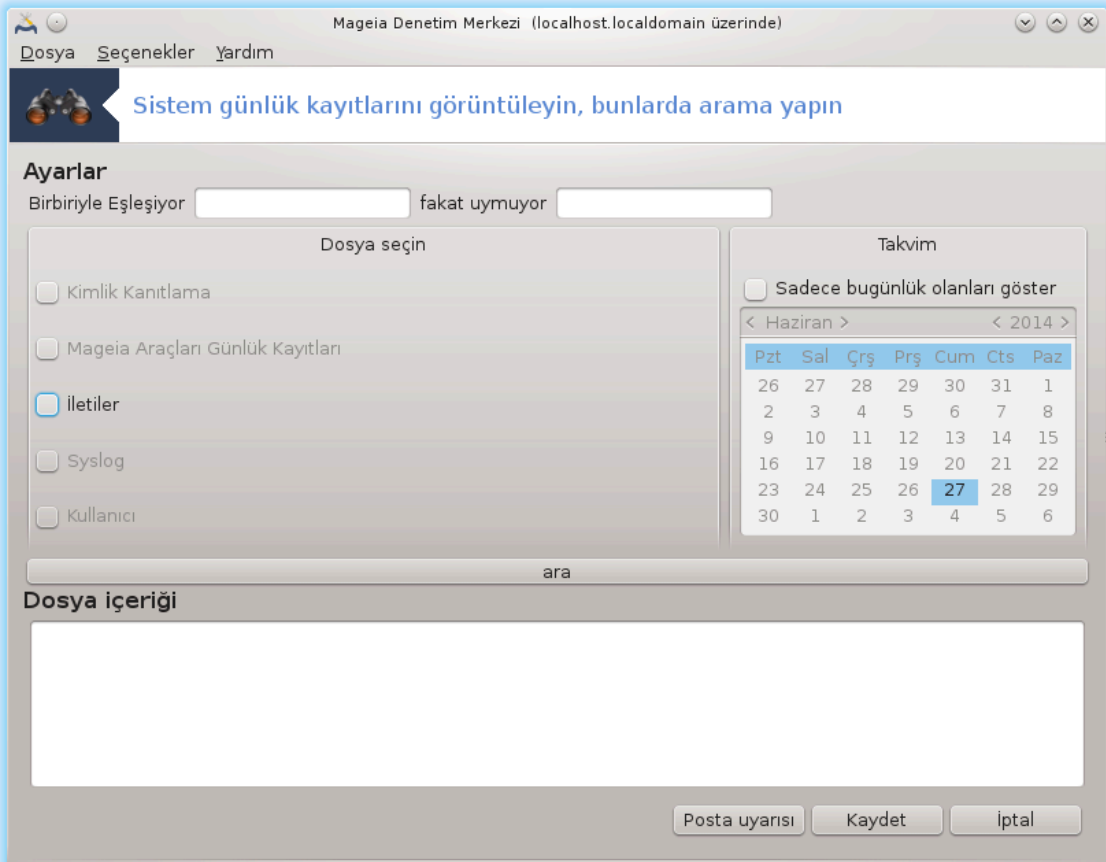 Mageia Denetim Merkezi (localhost.localdomain üzerinde)
Dosya Seçenekler Yardım
Sistem günlük kayıtlarını görüntüleyin, bunlarda arama yapın
Ayarlar
Birbiriyle Eşleşiyor fakat uymuyor
Dosya seçin
Kimlik Kanıtlama
Mageia Araçları Günlük Kayıtları
İletiler
Syslog
Kullanıcı
Takvim
Sadece bugünlük olanları göster
< Haziran > < 2014 >
Pzt Sal Çrş Prş Cum Cts Paz
26 27 28 29 30 31 1
2 3 4 5 6 7 8
9 10 11 12 13 14 15
16 17 18 19 20 21 22
23 24 25 26 27 28 29
30 1 2 3 4 5 6
ara
Dosya içeriği
Posta uyarısı Kaydet İptal